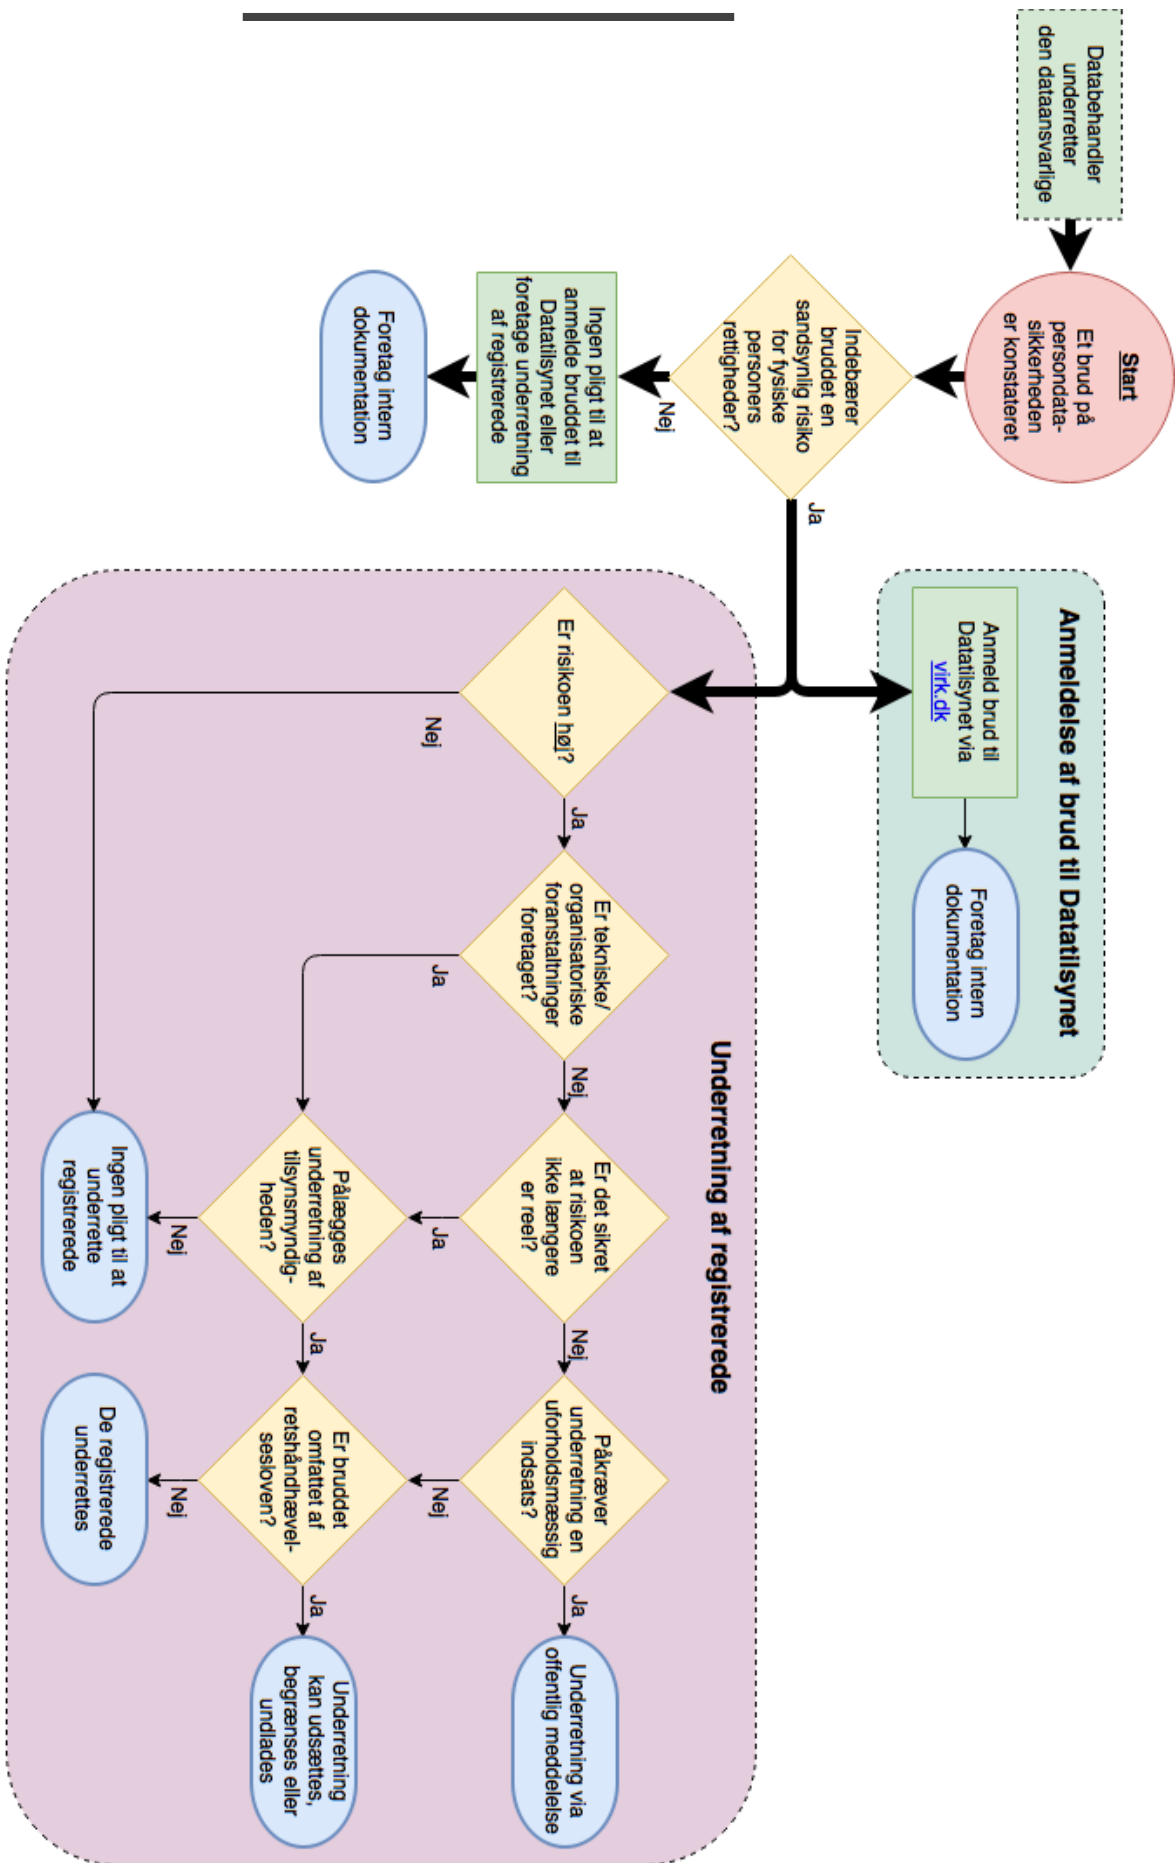 Databehandler
underretter
den dataansvarlige
Start
Et brud på
persondata-
sikkerheden
er konstateret
Indebærer
bruddet en
sandsynlig risiko
for fysiske
personers
rettigheder?
Nej
Ja
Ingen pligt til at
anmelde bruddet til
Datatilsynet eller
foretage underretning
af registrerede
Foretag intern
dokumentation
Anmeldelse af brud til Datatilsynet
Anmeld brud til
Datatilsynet via
virk.dk
Foretag intern
dokumentation
Underretning af registrerede
Er risikoen høj?
Ja
Nej
Er tekniske/
organisatoriske
foranstaltninger
foretaget?
Nej
Ja
Er det sikret
at risikoen
ikke længere
er reel?
Nej
Ja
Påkræver
underretning en
uforholdsmæssig
indsats?
Ja
Nej
Underretning via
offentlig meddelelse
Pålægges
underretning af
tilsynsmyndig-
heden?
Ja
Nej
Er bruddet
omfattet af
retshåndhævel-
sesloven?
Ja
Nej
Underretning
kan udsættes,
begrænses eller
undlades
Ingen pligt til at
underrette
registrerede
De registrerede
underrettes